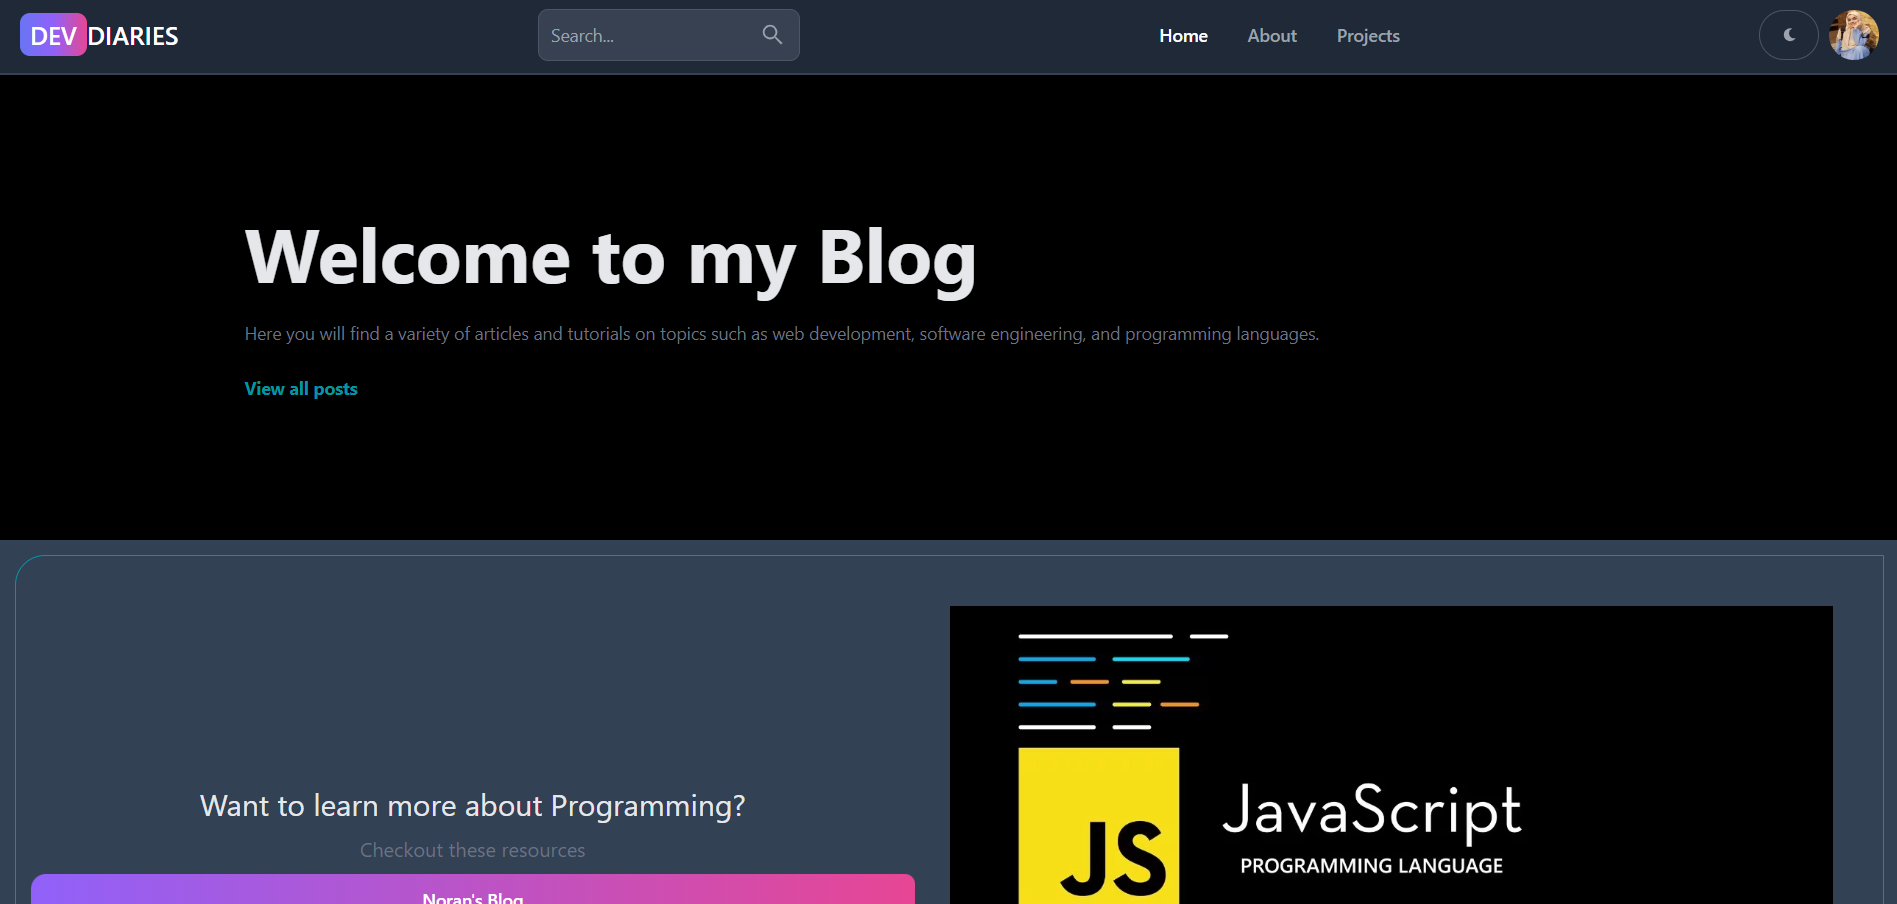 DEV DIARIES
Search...
Home
About
Projects
Welcome to my Blog
Here you will find a variety of articles and tutorials on topics such as web development, software engineering, and programming languages.
View all posts
Want to learn more about Programming?
Checkout these resources
Noran's Blog
JS
JavaScript
PROGRAMMING LANGUAGE